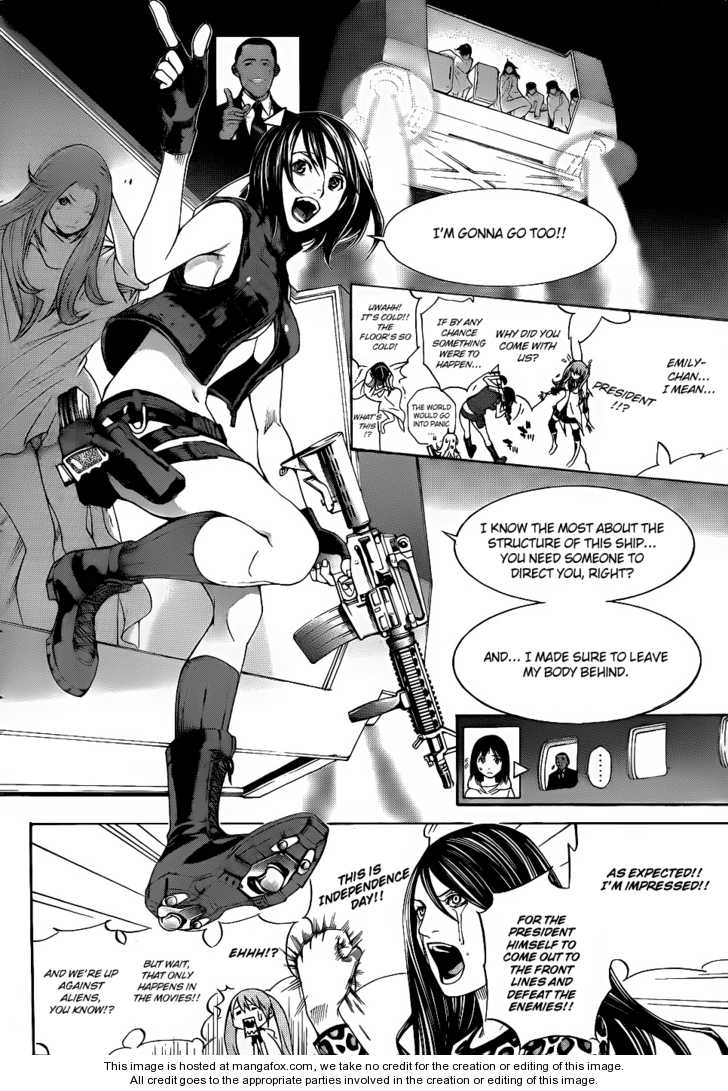 I'M GONNA GO TOO!!
EMILY-
CHAN...
I MEAN...
PRESIDENT
!!?
WHY DID YOU
COME WITH
US?
IF BY ANY
CHANCE
SOMETHING
WERE TO
HAPPEN...
THE WORLD
WOULD GO
INTO PANIC
UWAHH!
IT'S COLD!!
THE
FLOOR'S SO
COLD!
WHAT'S
THIS
!?
I KNOW THE MOST ABOUT THE
STRUCTURE OF THIS SHIP...
YOU NEED SOMEONE TO
DIRECT YOU, RIGHT?
AND... I MADE SURE TO LEAVE
MY BODY BEHIND.
......
AS EXPECTED!!
I'M IMPRESSED!!
FOR THE
PRESIDENT
HIMSELF TO
COME OUT TO
THE FRONT
LINES AND
DEFEAT THE
ENEMIES!!
THIS IS
INDEPENDENCE
DAY!!
EHHH!?
BUT WAIT,
THAT ONLY
HAPPENS IN
THE MOVIES!!
AND WE'RE UP
AGAINST
ALIENS,
YOU KNOW!?
This image is hosted at mangafox.com, we take no credit for the creation or editing of this image.
All credit goes to the appropriate parties involved in the creation or editing of this image.